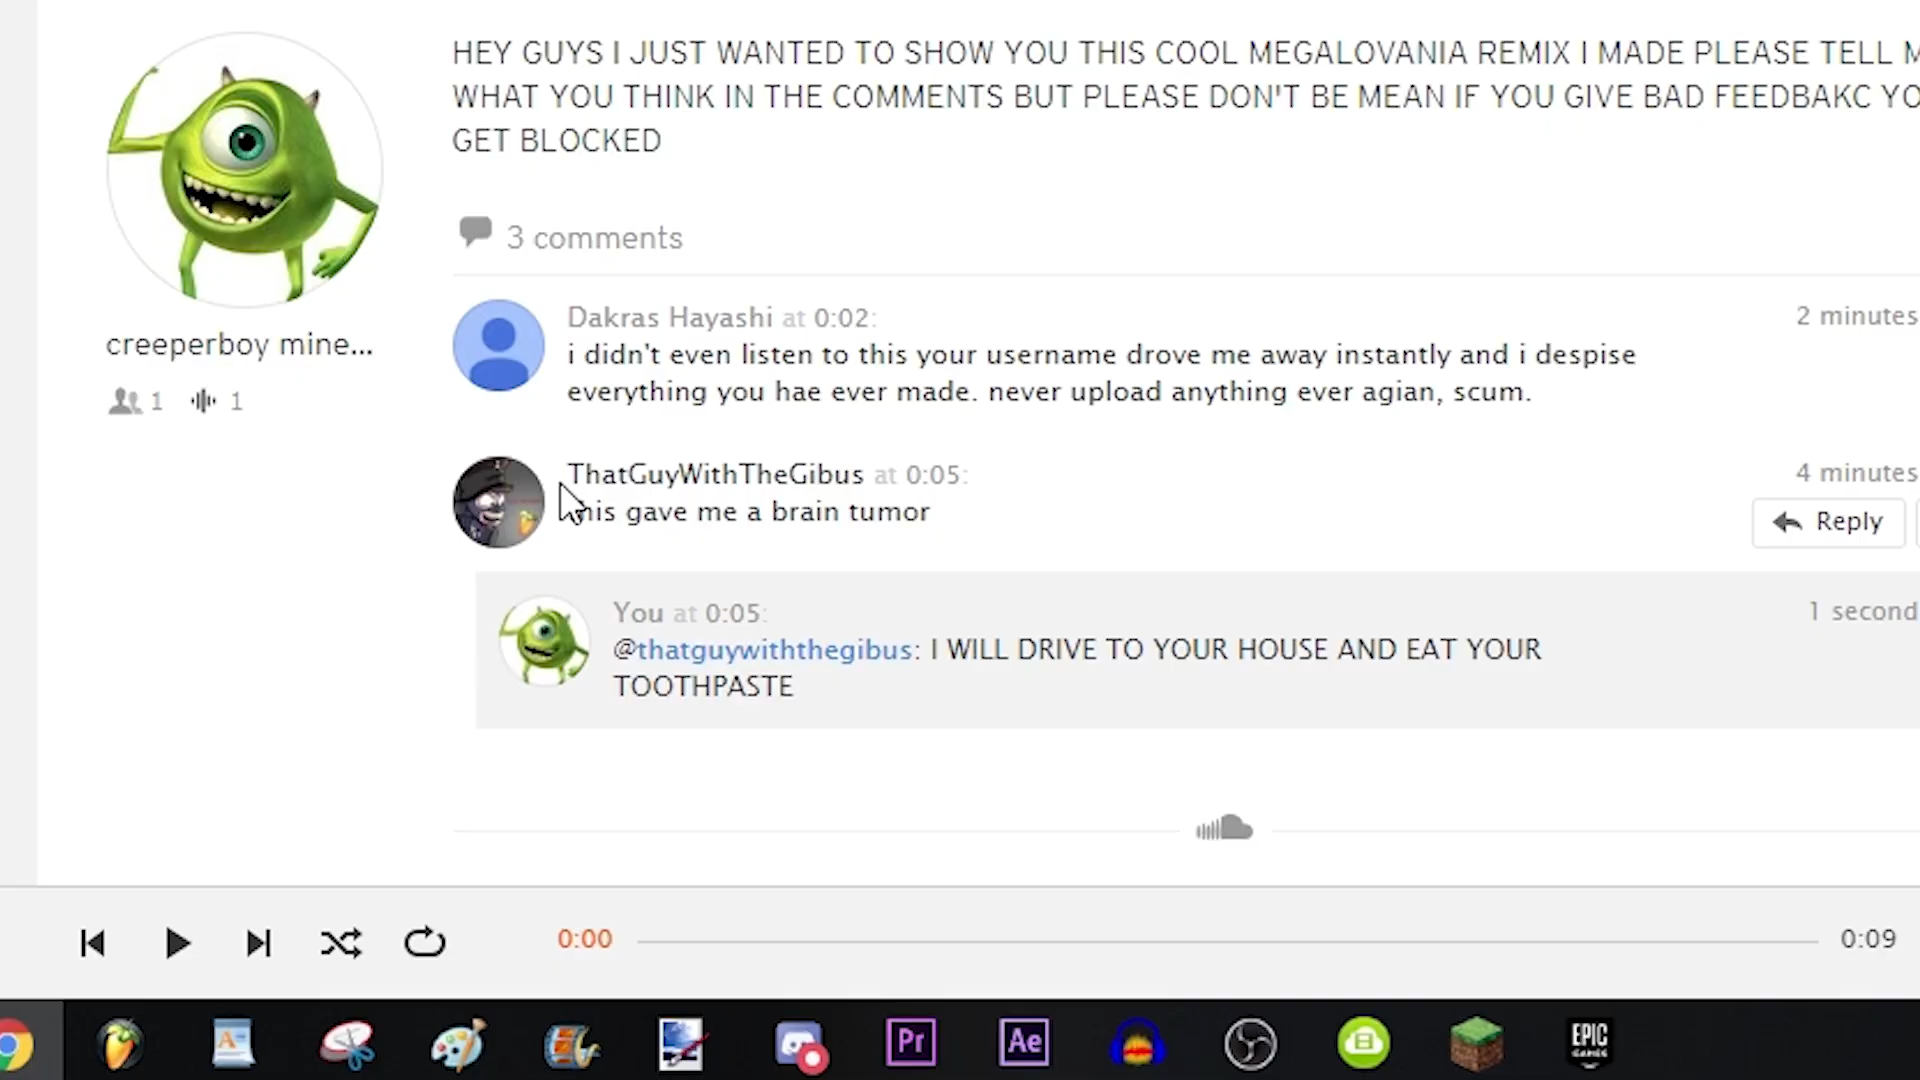 HEY GUYS I JUST WANTED TO SHOW YOU THIS COOL MEGALOVANIA REMIX I MADE PLEASE TELL M
WHAT YOU THINK IN THE COMMENTS BUT PLEASE DON'T BE MEAN IF YOU GIVE BAD FEEDBAKC YO
GET BLOCKED
3 comments
creeperboy mine...
1 1
Dakras Hayashi at 0:02:
2 minutes
i didn't even listen to this your username drove me away instantly and i despise
everything you hae ever made. never upload anything ever agian, scum.
ThatGuyWithTheGibus at 0:05:
4 minutes
this gave me a brain tumor
Reply
You at 0:05:
1 second
@thatguywiththegibus: I WILL DRIVE TO YOUR HOUSE AND EAT YOUR
TOOTHPASTE
0:00
0:09
A
Pr
Ae
EPIC
GAMES